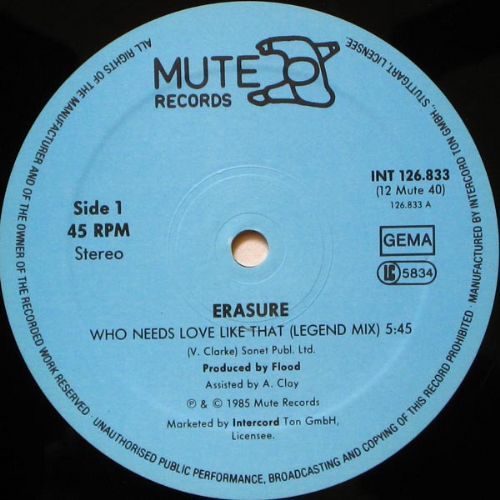 MUTE
RECORDS
INT 126.833
(12 Mute 40)
126.833 A
Side 1
45 RPM
Stereo
GEMA
LC 5834
ERASURE
WHO NEEDS LOVE LIKE THAT (LEGEND MIX) 5:45
(V. Clarke) Sonet Publ. Ltd.
Produced by Flood
Assisted by A. Clay
℗ & © 1985 Mute Records
Marketed by Intercord Ton GmbH,
Licensee.
ALL RIGHTS OF THE MANUFACTURER AND OF THE OWNER OF THE RECORDED WORK RESERVED · UNAUTHORISED PUBLIC PERFORMANCE, BROADCASTING AND COPYING OF THIS RECORD PROHIBITED · MANUFACTURED BY INTERCORD TON GMBH., STUTTGART, LICENSEE.